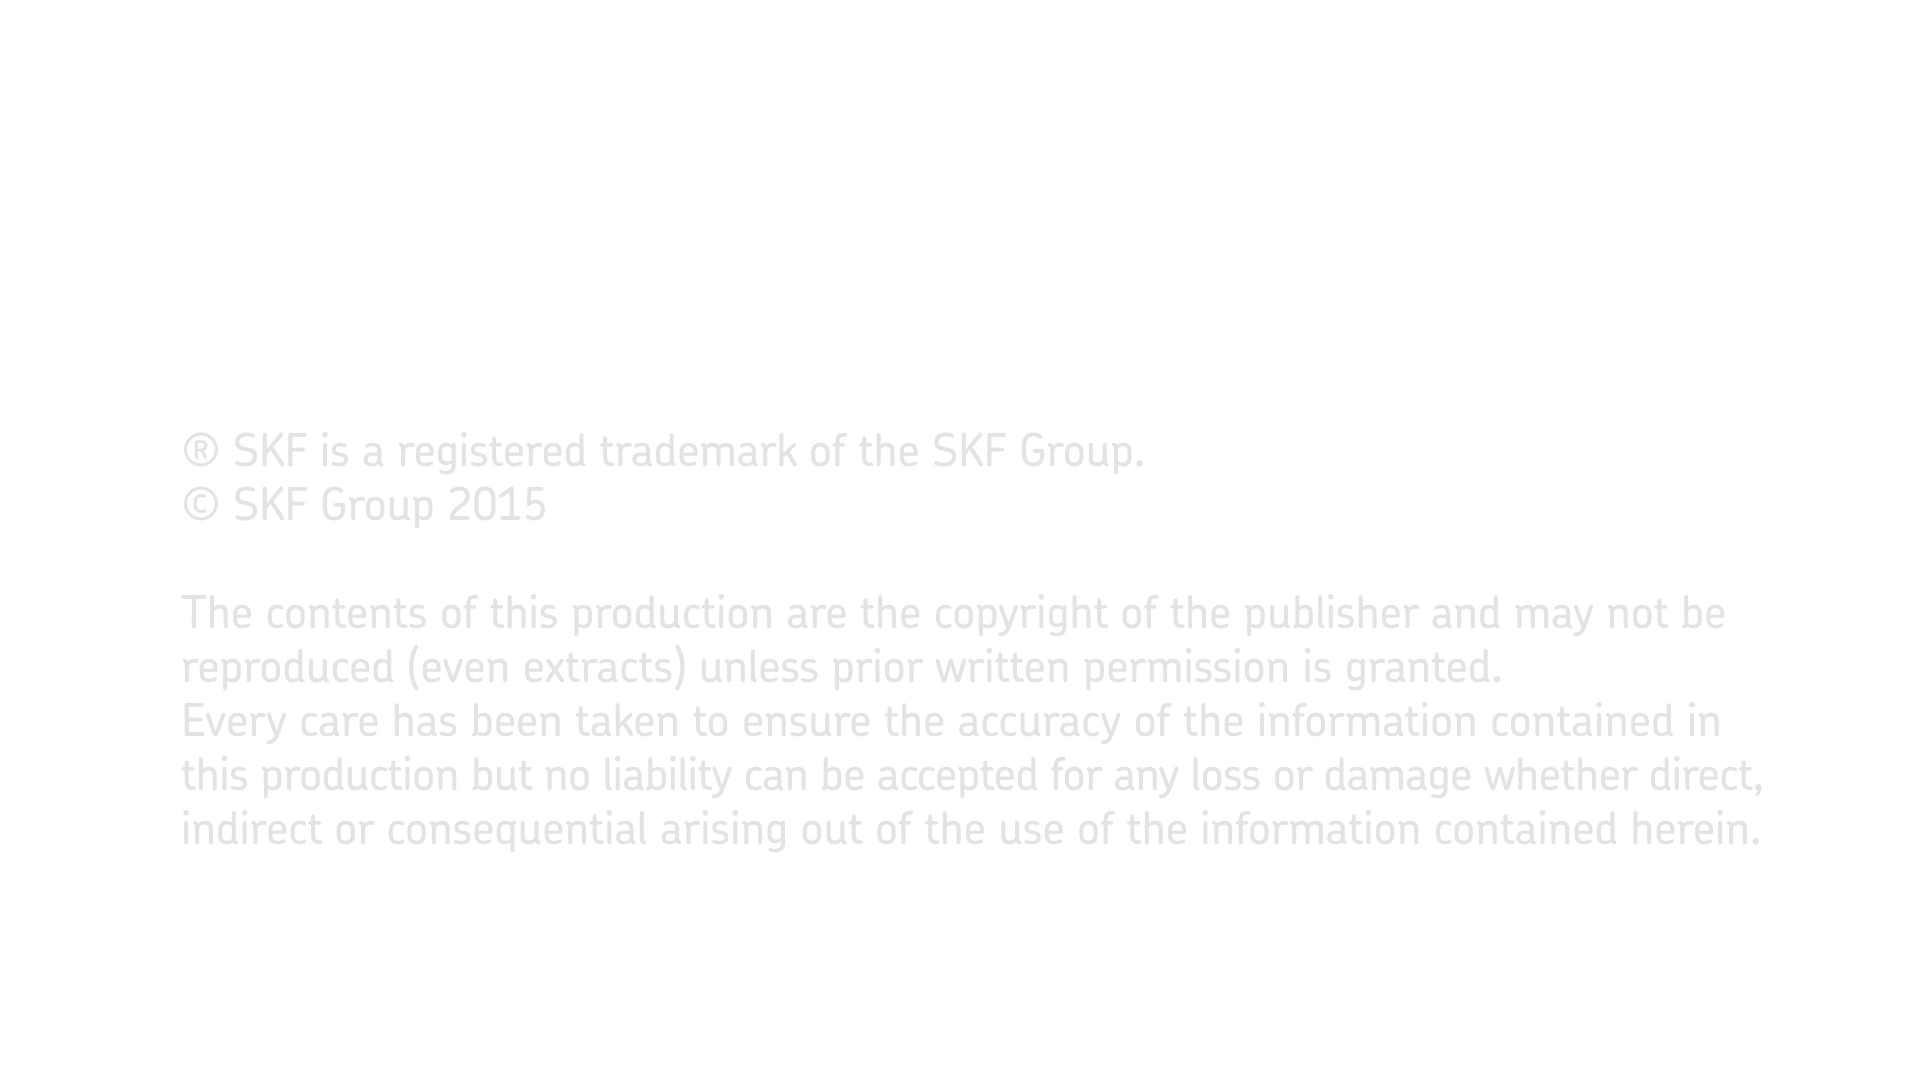 ® SKF is a registered trademark of the SKF Group.
© SKF Group 2015
The contents of this production are the copyright of the publisher and may not be
reproduced (even extracts) unless prior written permission is granted.
Every care has been taken to ensure the accuracy of the information contained in
this production but no liability can be accepted for any loss or damage whether direct,
indirect or consequential arising out of the use of the information contained herein.